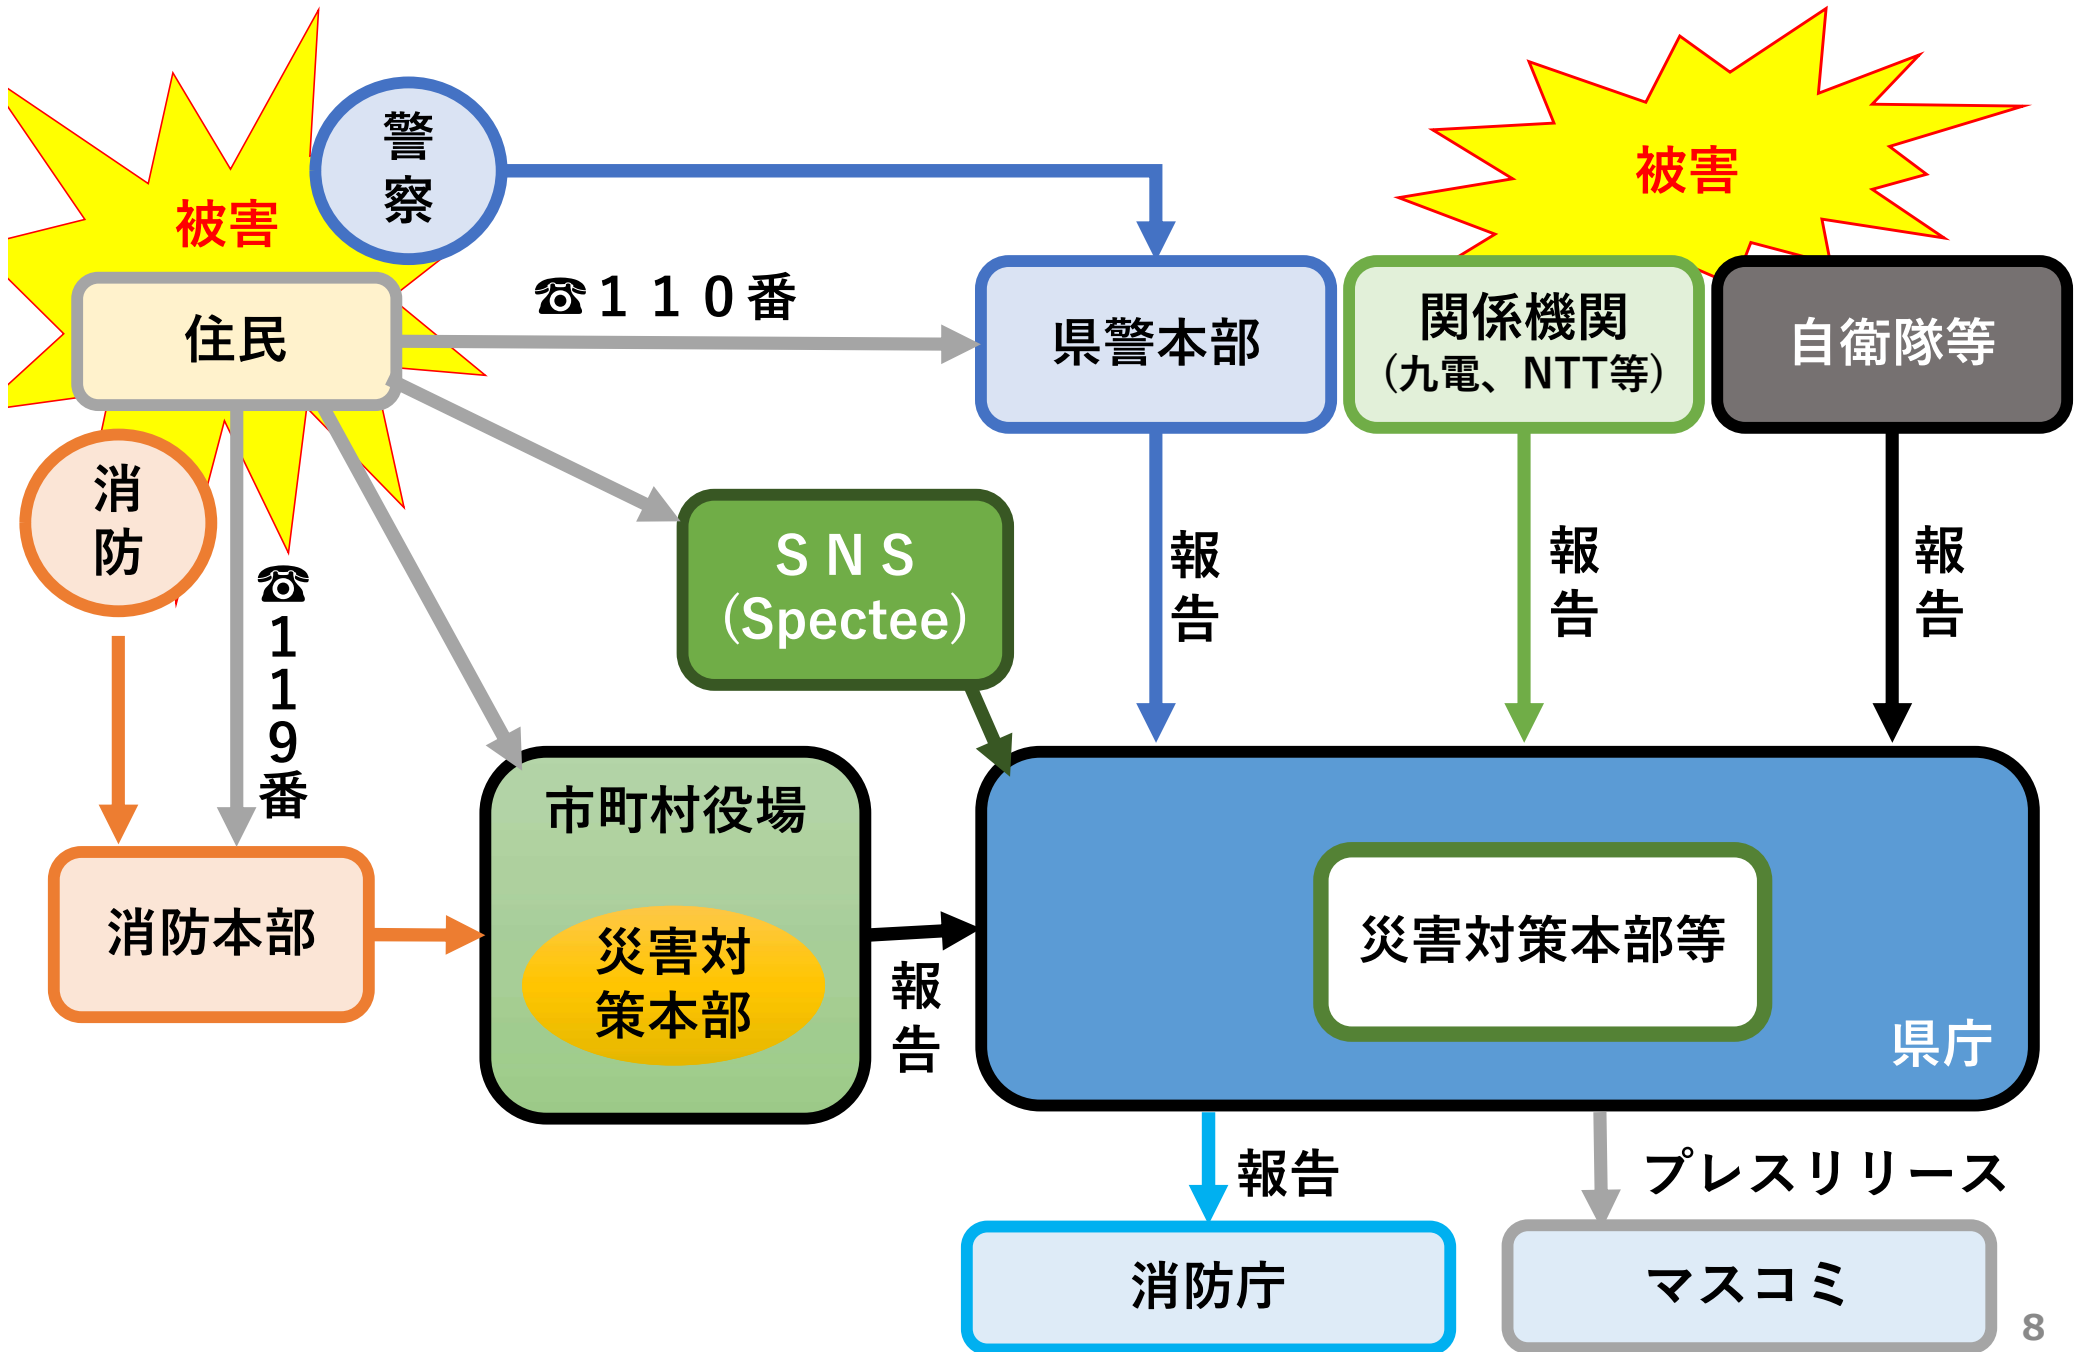 警
察
被害
被害
☎１１０番
住民
県警本部
関係機関
（九電、NTT等）
自衛隊等
消
防
☎
１
１
９
番
ＳＮＳ
（Spectee）
報
告
報
告
報
告
市町村役場
災害対
策本部
消防本部
報
告
災害対策本部等
県庁
報告
プレスリリース
消防庁
マスコミ
8